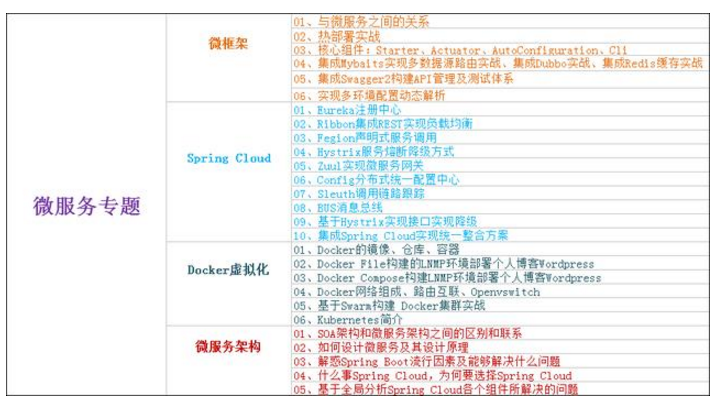 微服务专题
微框架
01、与微服务之间的关系
02、热部署实战
03、核心组件：Starter、Actuator、AutoConfiguration、Cli
04、集成Mybaits实现多数据源路由实战、集成Dubbo实战、集成Redis缓存实战
05、集成Swagger2构建API管理及测试体系
06、实现多环境配置动态解析
Spring Cloud
01、Eureka注册中心
02、Ribbon集成REST实现负载均衡
03、Fegion声明式服务调用
04、Hystrix服务熔断降级方式
05、Zuul实现微服务网关
06、Config分布式统一配置中心
07、Sleuth调用链路跟踪
08、BUS消息总线
09、基于Hystrix实现接口实现降级
10、集成Spring Cloud实现统一整合方案
Docker虚拟化
01、Docker的镜像、仓库、容器
02、Docker File构建的LNMP环境部署个人博客Wordpress
03、Docker Compose构建LNMP环境部署个人博客Wordpress
04、Docker网络组成、路由互联、Openvswitch
05、基于Swarm构建 Docker集群实战
06、Kubernetes简介
微服务架构
01、SOA架构和微服务架构之间的区别和联系
02、如何设计微服务及其设计原理
03、解惑Spring Boot流行因素及能够解决什么问题
04、什么事Spring Cloud，为何要选择Spring Cloud
05、基于全局分析Spring Cloud各个组件所解决的问题